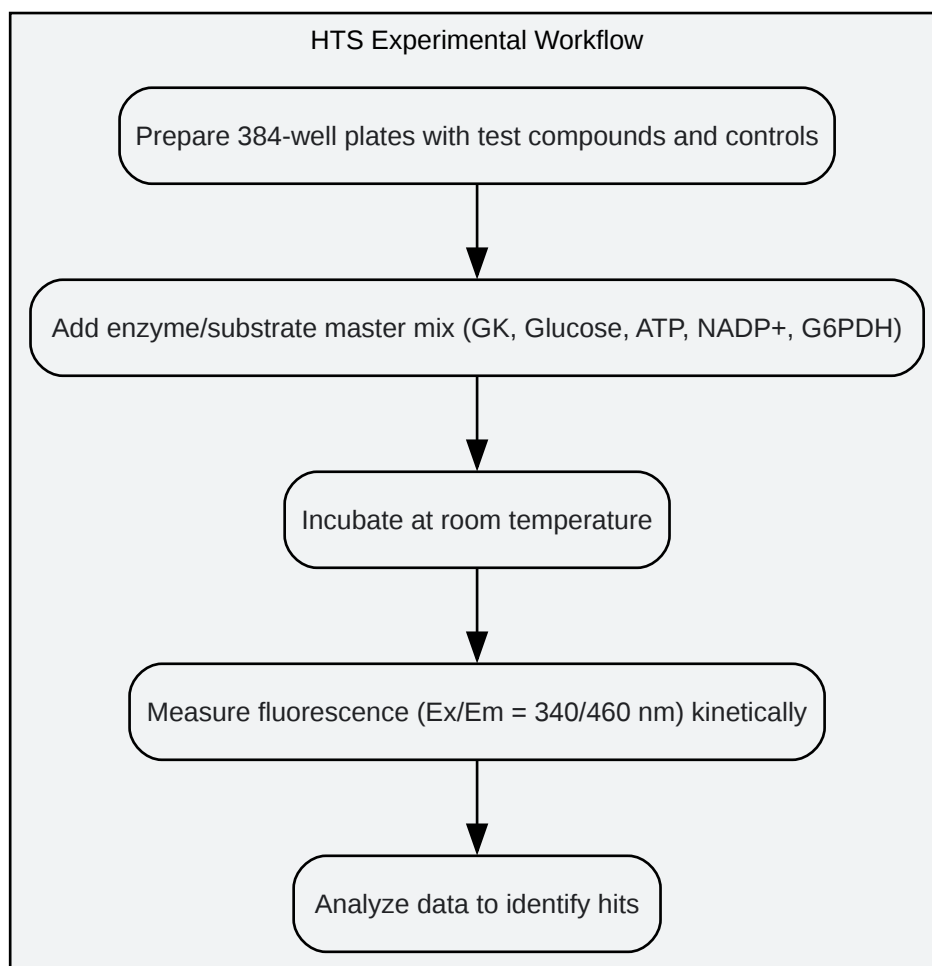 HTS Experimental Workflow
Prepare 384-well plates with test compounds and controls
Add enzyme/substrate master mix (GK, Glucose, ATP, NADP+, G6PDH)
Incubate at room temperature
Measure fluorescence (Ex/Em = 340/460 nm) kinetically
Analyze data to identify hits